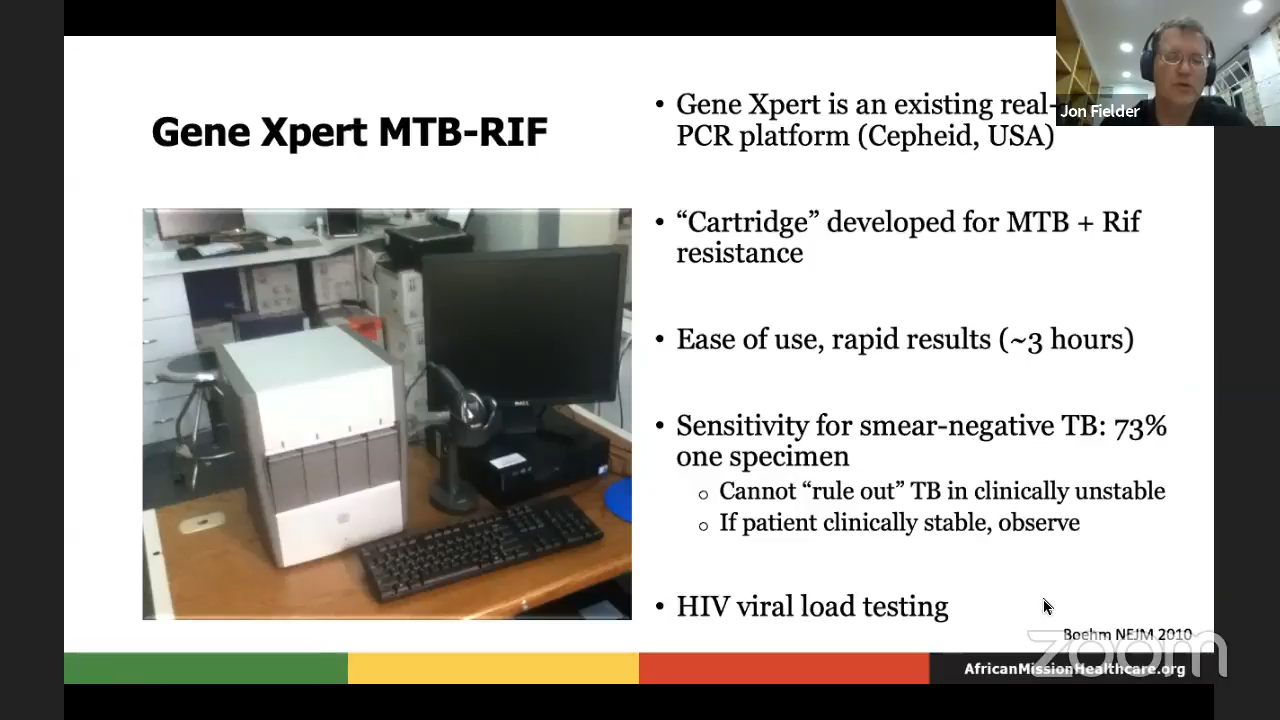 Jon Fielder
Gene Xpert MTB-RIF
• Gene Xpert is an existing real-
PCR platform (Cepheid, USA)
• “Cartridge” developed for MTB + Rif
resistance
• Ease of use, rapid results (~3 hours)
• Sensitivity for smear-negative TB: 73%
one specimen
o Cannot “rule out” TB in clinically unstable
o If patient clinically stable, observe
• HIV viral load testing
Boehm NEJM 2010
zoom
AfricanMissionHealthcare.org